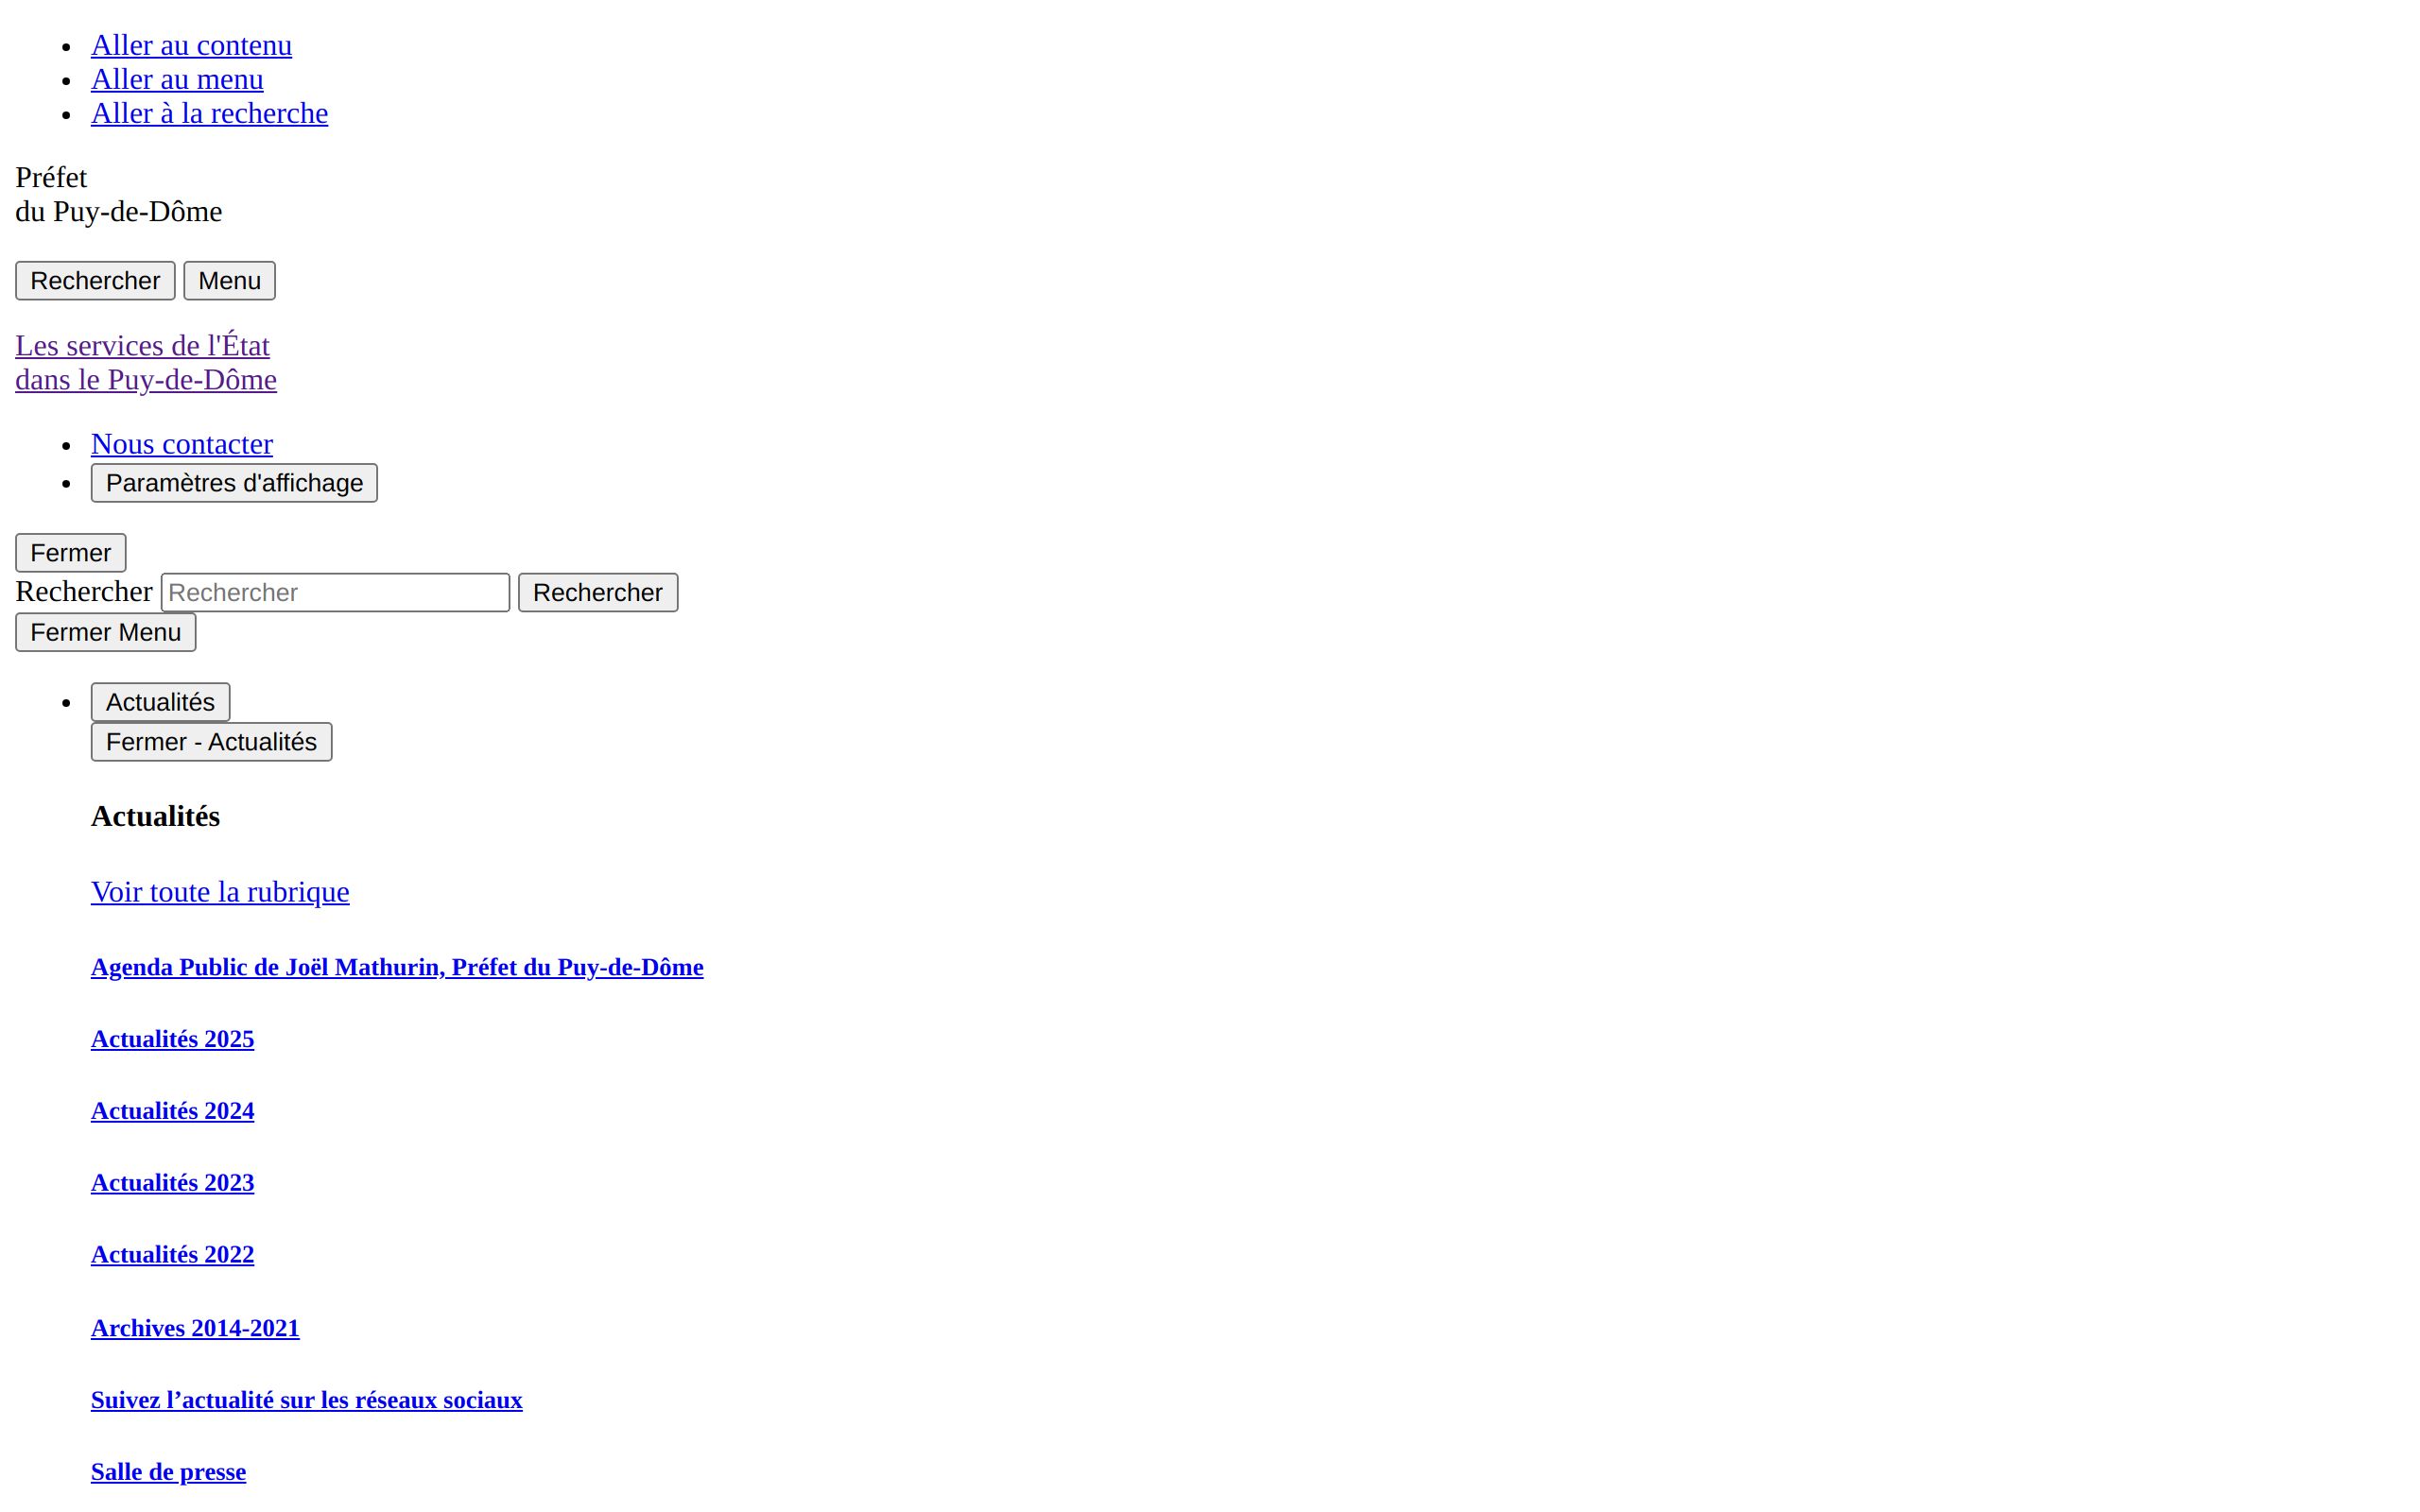 Aller au contenu
Aller au menu
Aller à la recherche
Préfet
du Puy-de-Dôme
Rechercher Menu
Les services de l'État
dans le Puy-de-Dôme
Nous contacter
Paramètres d'affichage
Fermer
Rechercher Rechercher Rechercher
Fermer Menu
Actualités
Fermer - Actualités
Actualités
Voir toute la rubrique
Agenda Public de Joël Mathurin, Préfet du Puy-de-Dôme
Actualités 2025
Actualités 2024
Actualités 2023
Actualités 2022
Archives 2014-2021
Suivez l’actualité sur les réseaux sociaux
Salle de presse